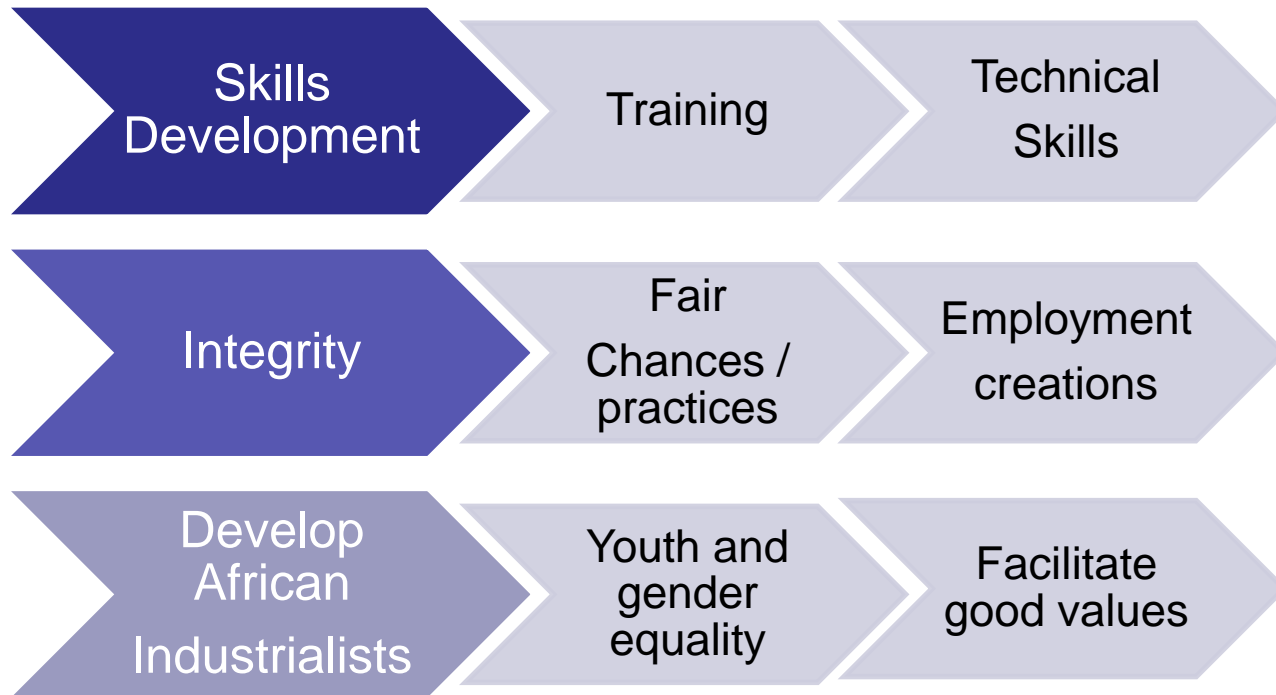 Skills
Development
Training
Technical
Skills
Integrity
Fair
Chances /
practices
Employment
creations
Develop
African
Industrialists
Youth and
gender
equality
Facilitate
good values